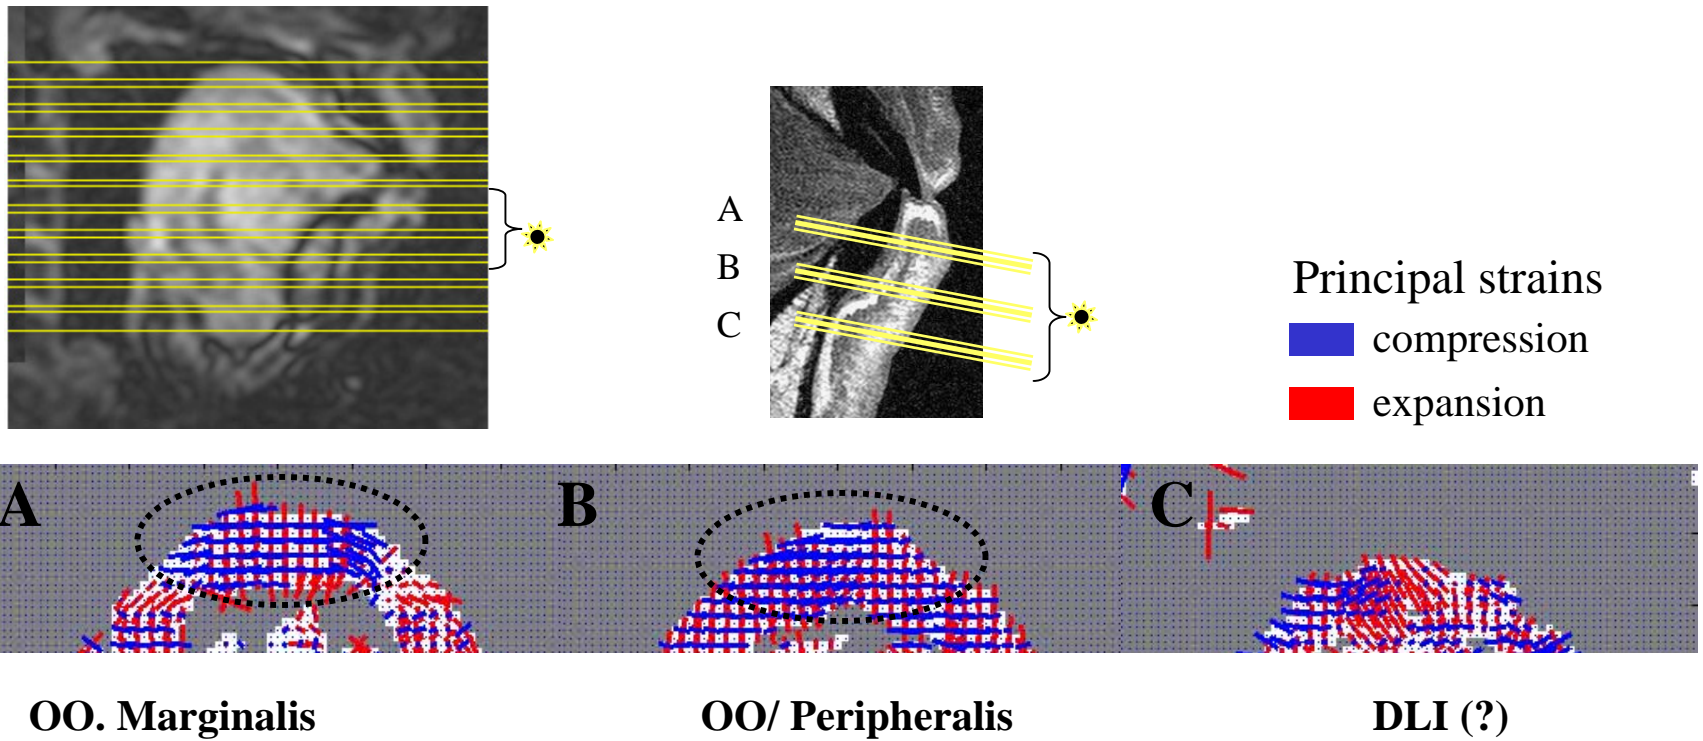 A
B
C
Principal strains
compression
expansion
A
B
C
OO. Marginalis
OO/ Peripheralis
DLI (?)